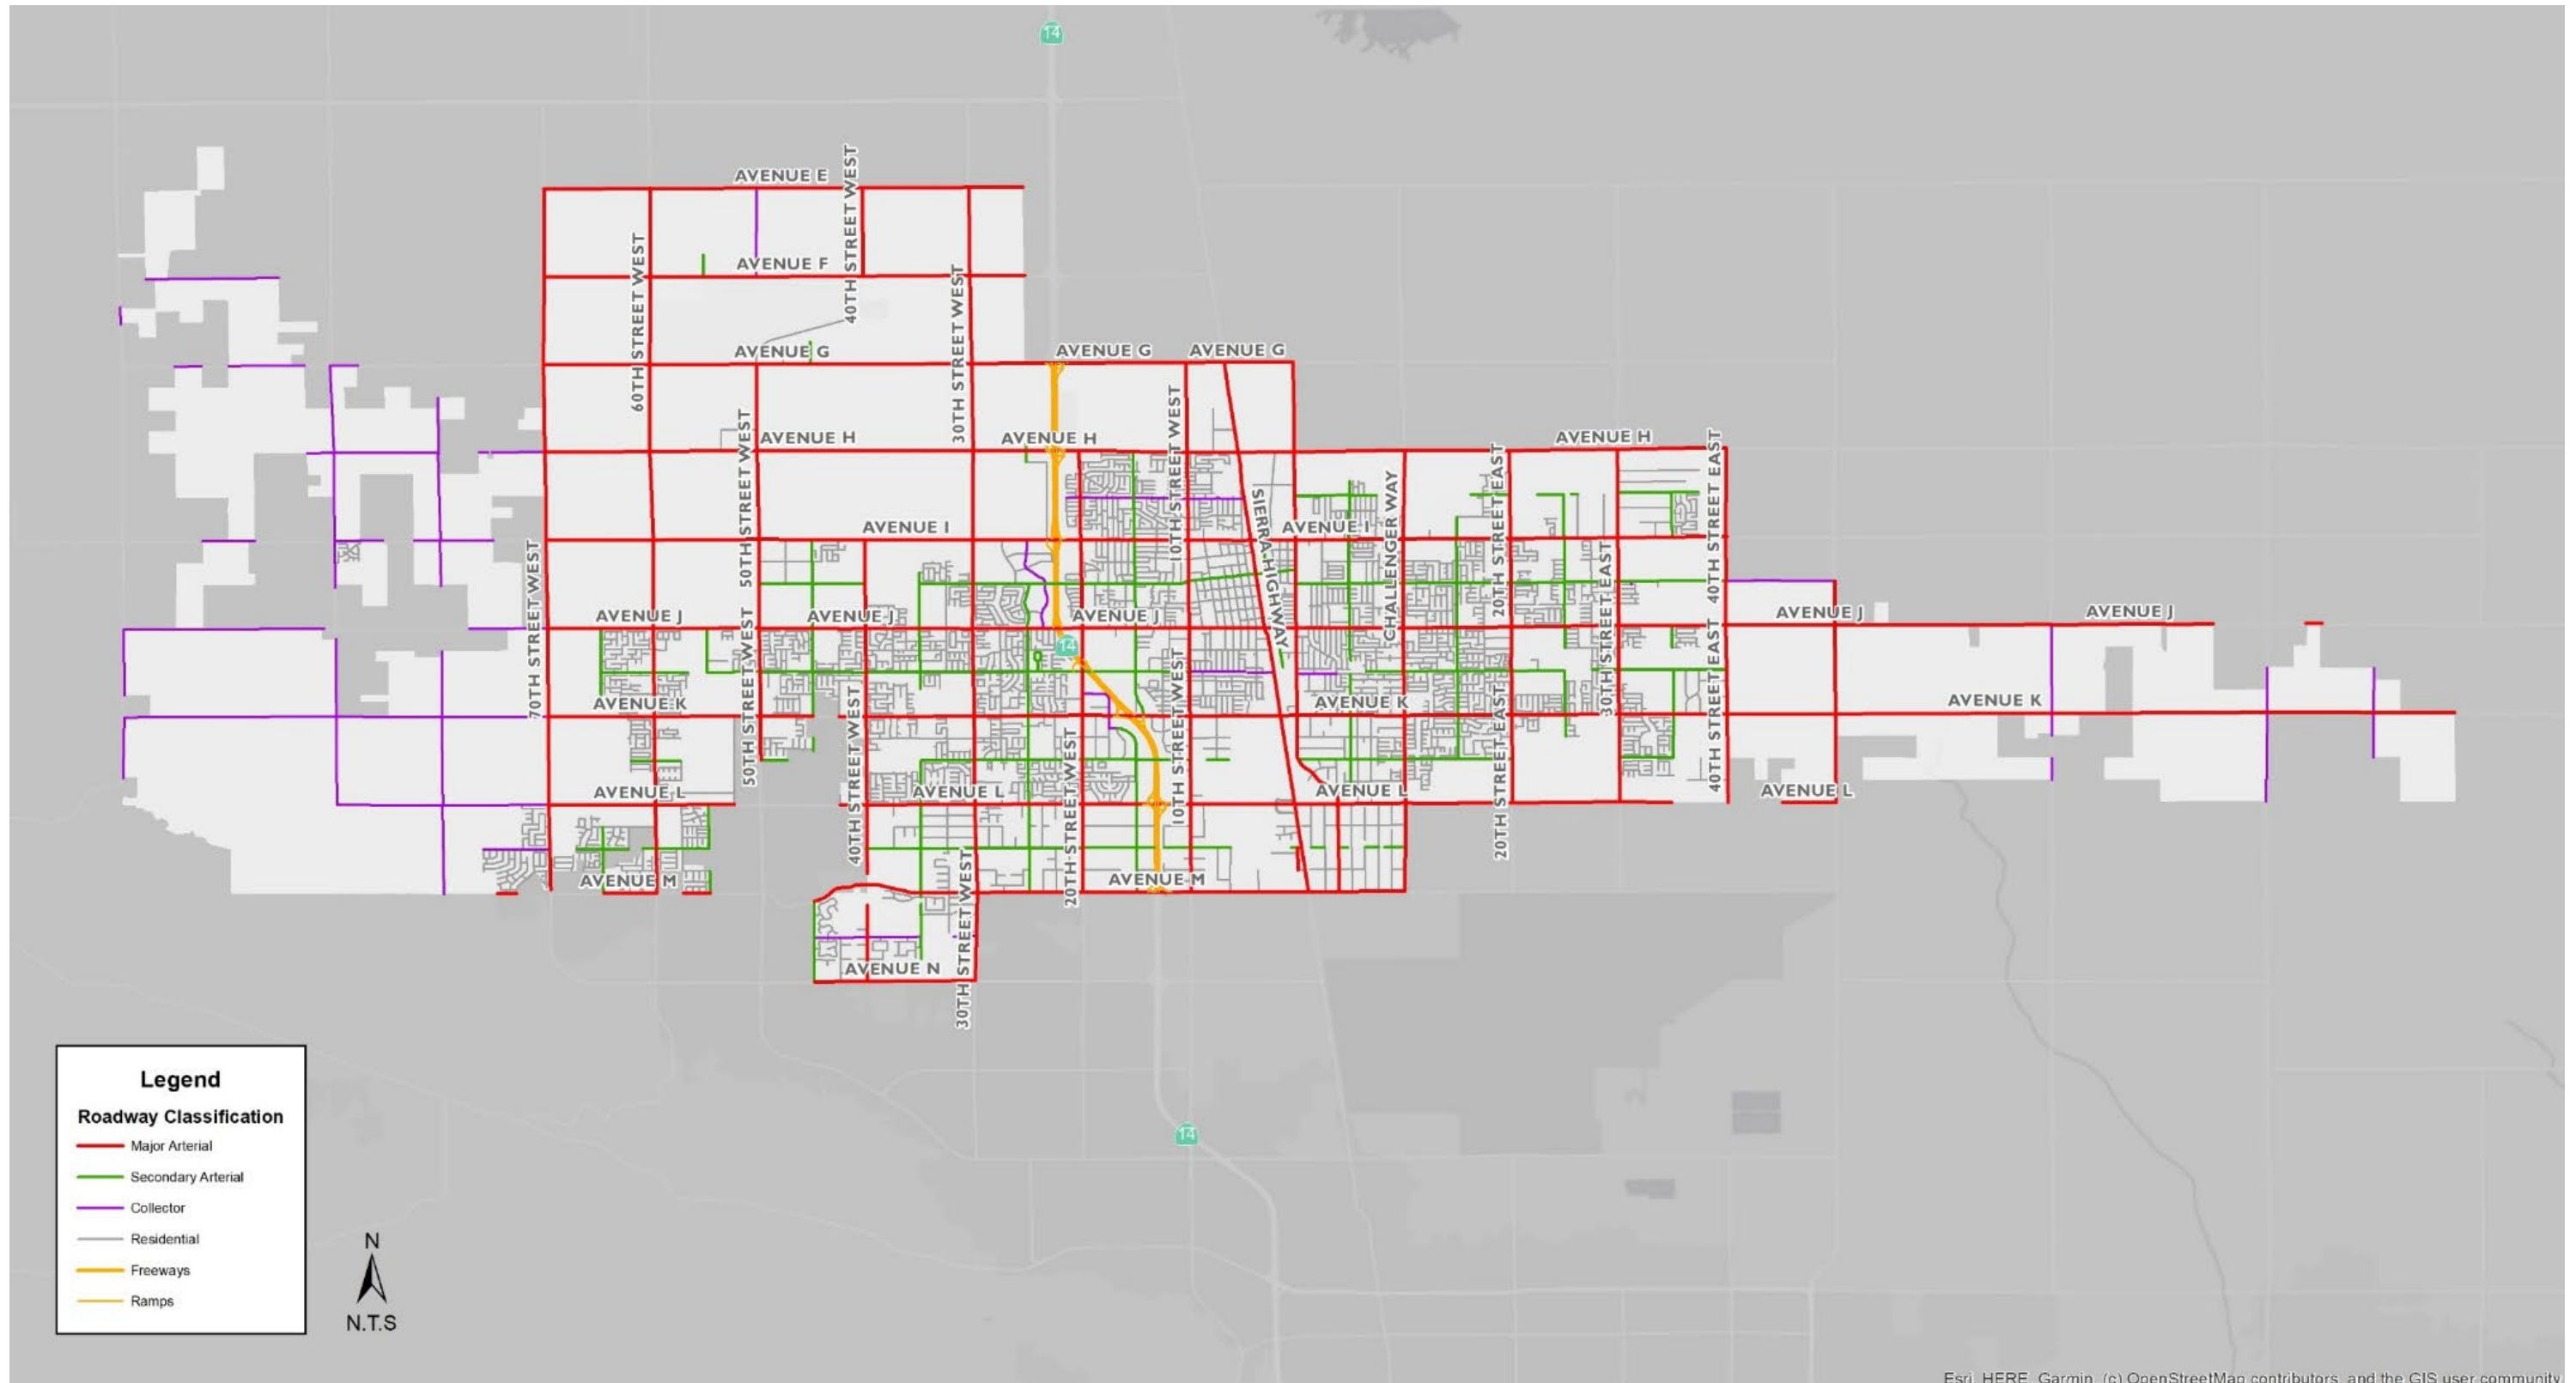 14
AVENUE E
40TH STREET WEST
60TH STREET WEST
AVENUE F
30TH STREET WEST
AVENUE G
AVENUE G
AVENUE G
10TH STREET WEST
50TH STREET WEST
AVENUE H
AVENUE H
AVENUE H
40TH STREET EAST
20TH STREET EAST
CHALLENGER WAY
SIERRA HIGHWAY
AVENUE I
AVENUE I
70TH STREET WEST
30TH STREET EAST
AVENUE J
AVENUE J
AVENUE J
AVENUE J
AVENUE J
50TH STREET WEST
14
10TH STREET WEST
40TH STREET EAST
40TH STREET WEST
20TH STREET EAST
AVENUE K
AVENUE K
AVENUE K
20TH STREET WEST
AVENUE L
AVENUE L
AVENUE L
AVENUE L
30TH STREET WEST
AVENUE M
AVENUE M
AVENUE N
14
Legend
Roadway Classification
Major Arterial
Secondary Arterial
Collector
Residential
Freeways
Ramps
N
N.T.S
Esri, HERE, Garmin, (c) OpenStreetMap contributors, and the GIS user community